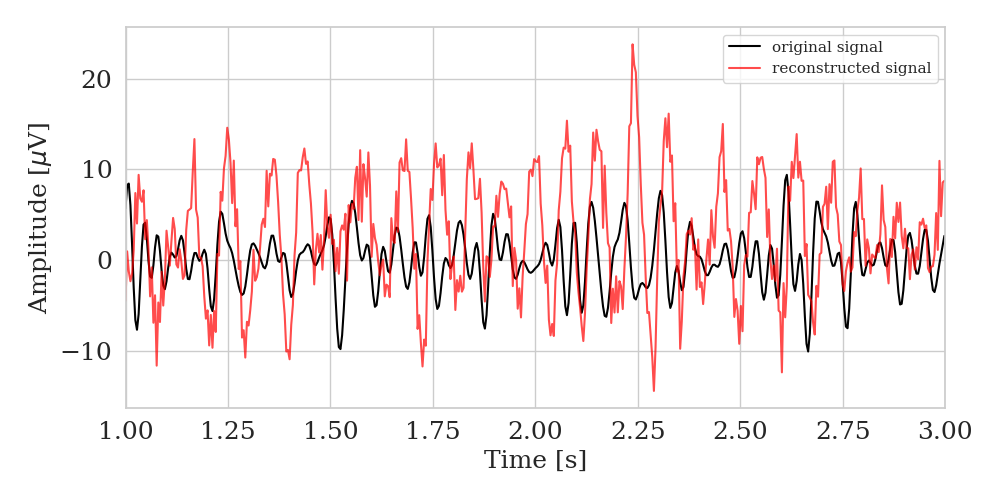 original signal
reconstructed signal
Amplitude [μV]
20
10
0
−10
1.00 1.25 1.50 1.75 2.00 2.25 2.50 2.75 3.00
Time [s]